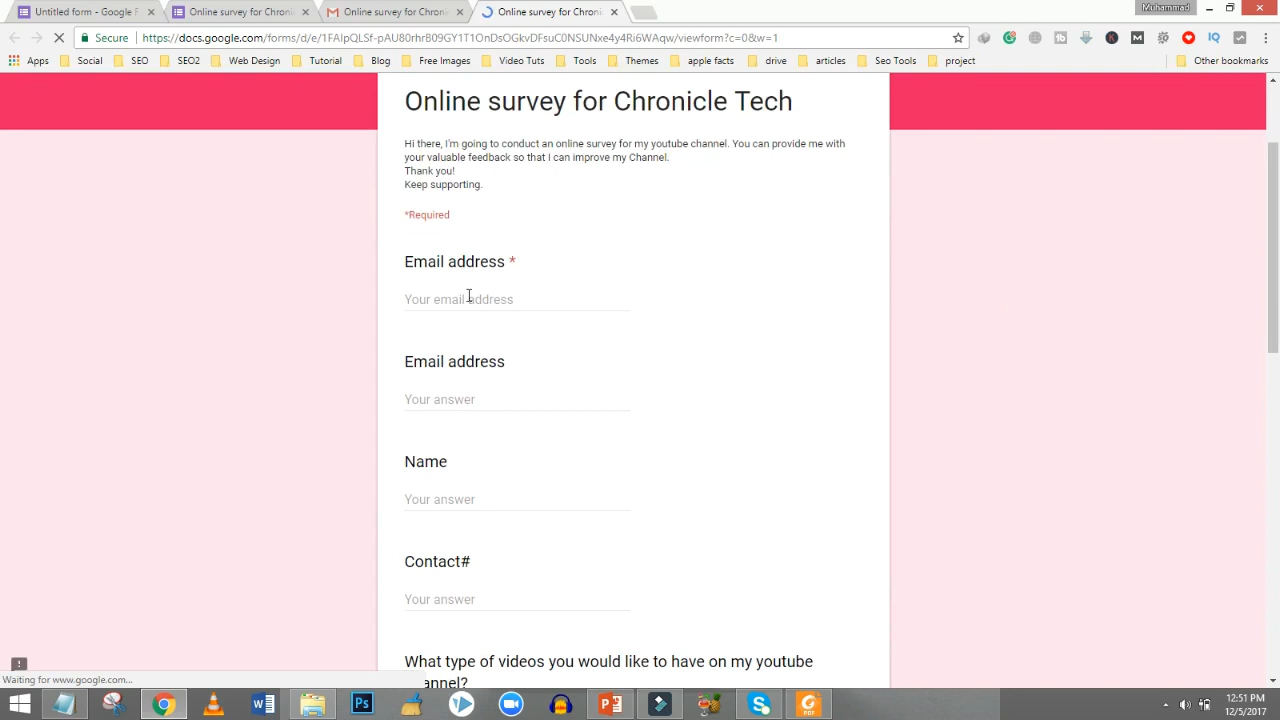 Untitled form - Google F
Online survey for Chronic
Online survey for Chronic
Online survey for Chroni
Muhammad
Secure
https://docs.google.com/forms/d/e/1FAIpQLSf-pAU80rhrB09GY1T1OnDsOGkvDFsuC0NSUNxe4y4Ri6WAqw/viewform?c=0&w=1
Apps Social SEO SEO2 Web Design Tutorial Blog Free Images Video Tuts Tools Themes apple facts drive articles Seo Tools project Other bookmarks
Online survey for Chronicle Tech
Hi there, I'm going to conduct an online survey for my youtube channel. You can provide me with
your valuable feedback so that I can improve my Channel.
Thank you!
Keep supporting.
*Required
Email address *
Your email address
Email address
Your answer
Name
Your answer
Contact#
Your answer
What type of videos you would like to have on my youtube
annel?
Waiting for www.google.com...
12:51 PM
12/5/2017